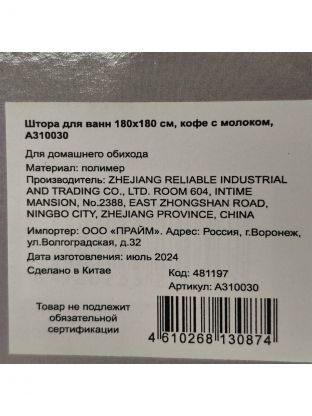 Штора для ванн 180х180 см, кофе с молоком,
А310030
Для домашнего обихода
Материал: полимер
Производитель: ZHEJIANG RELIABLE INDUSTRIAL
AND TRADING CO., LTD. ROOM 604, INTIME
MANSION, No.2388, EAST ZHONGSHAN ROAD,
NINGBO CITY, ZHEJIANG PROVINCE, CHINA
Импортер: ООО «ПРАЙМ». Адрес: Россия, г.Воронеж,
ул.Волгоградская, д.32
Дата изготовления: июль 2024
Сделано в Китае
Код: 481197
Артикул: А310030
Товар не подлежит
обязательной
сертификации
4 610268 130874